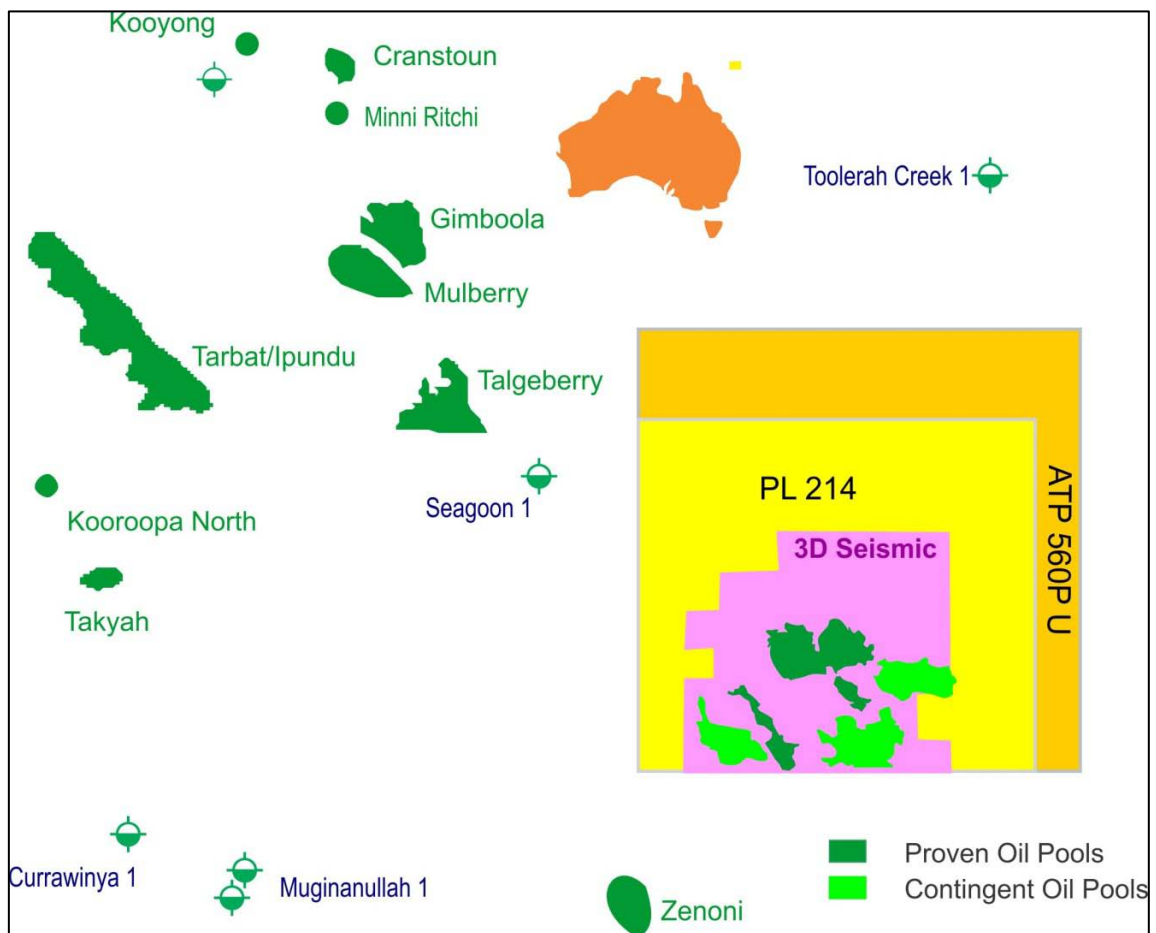 Kooyong
Cranstoun
Minni Ritchi
Toolerah Creek 1
Gimboola
Mulberry
Tarbat/Ipundu
Talgeberry
PL 214
ATP 560P U
Seagoon 1
Kooroopa North
3D Seismic
Takyah
Proven Oil Pools
Currawinya 1
Muginanullah 1
Contingent Oil Pools
Zenoni